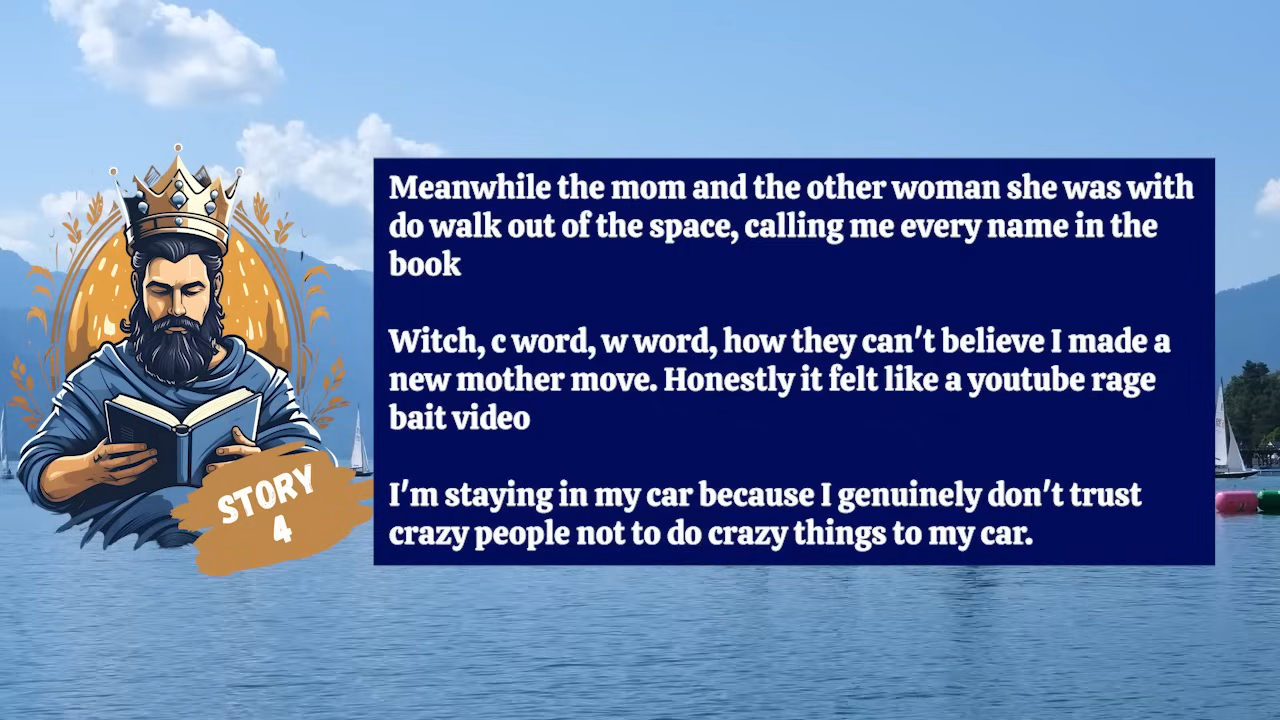 Meanwhile the mom and the other woman she was with
do walk out of the space, calling me every name in the
book
Witch, c word, w word, how they can't believe I made a
new mother move. Honestly it felt like a youtube rage
bait video
I'm staying in my car because I genuinely don't trust
crazy people not to do crazy things to my car.
STORY
4